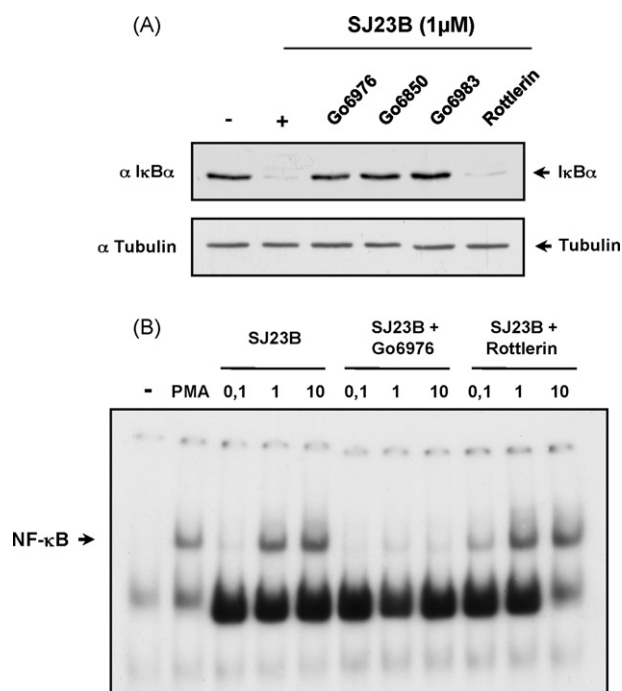 (A)
SJ23B (1µM)
- + Go6976 Go6850 Go6983 Rottlerin
α IκBα IκBα
α Tubulin Tubulin
(B)
SJ23B SJ23B + Go6976 SJ23B + Rottlerin
- PMA 0,1 1 10 0,1 1 10 0,1 1 10
NF-κB